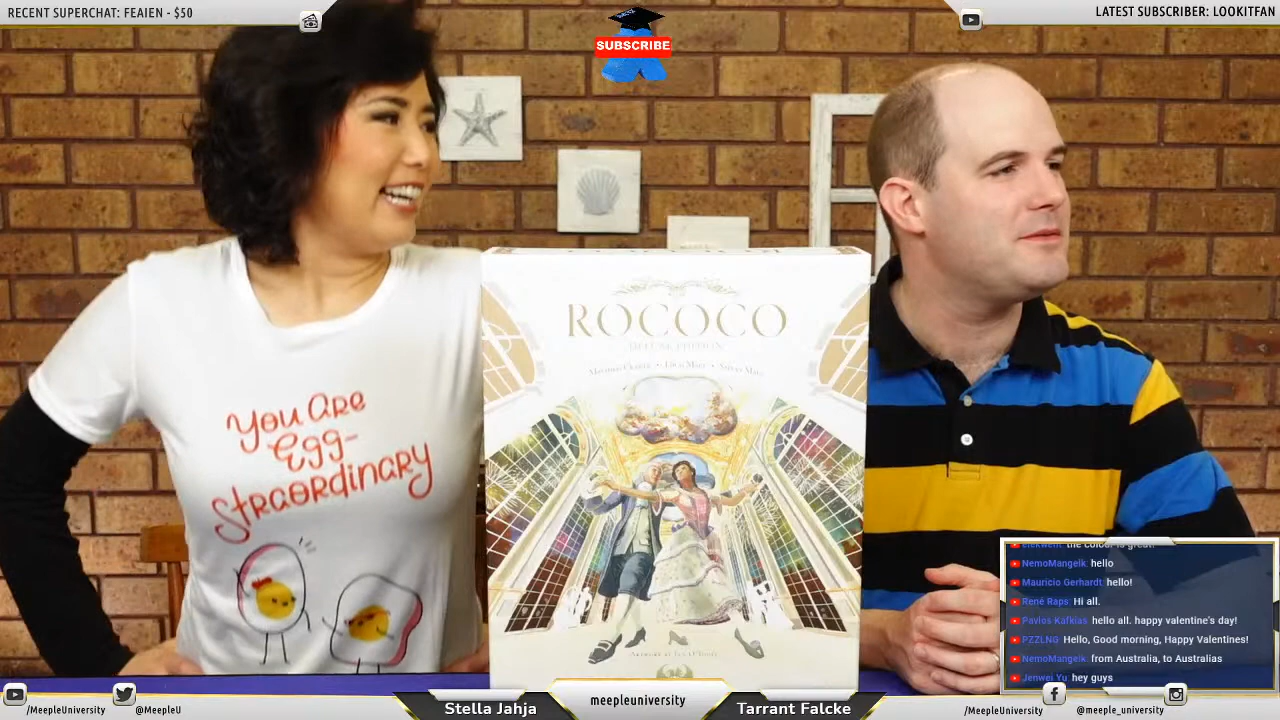 RECENT SUPERCHAT: FEAIEN - $50
SUBSCRIBE
LATEST SUBSCRIBER: LOOKITFAN
ROCOCO
DELUXE EDITION
You Are
Egg-
straordinary
NemoMangelk: hello
Mauricio Gerhardt: hello!
René Raps: Hi all.
Pavlos Kafkias: hello all. happy valentine's day!
PZZLNG: Hello, Good morning, Happy Valentines!
NemoMangelk: from Australia, to Australias
Jenwei Yu: hey guys
/MeepleUniversity
@MeepleU
Stella Jahja
meepleuniversity
Tarrant Falcke
/MeepleUniversity
@meeple_university